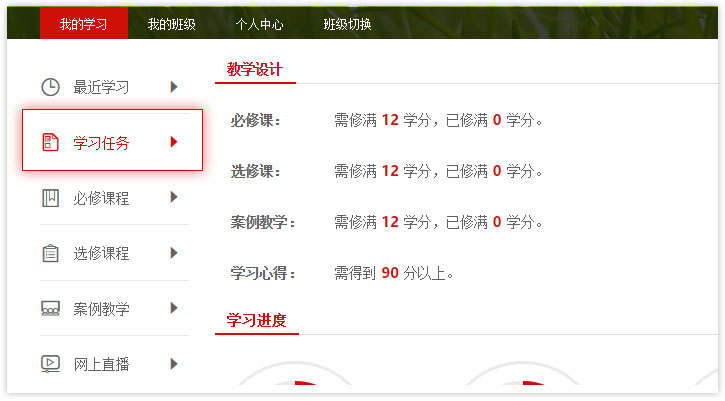 我的学习 我的班级 个人中心 班级切换
最近学习
学习任务
必修课程
选修课程
案例教学
网上直播
教学设计
必修课： 需修满 12 学分，已修满 0 学分。
选修课： 需修满 12 学分，已修满 0 学分。
案例教学： 需修满 12 学分，已修满 0 学分。
学习心得： 需得到 90 分以上。
学习进度